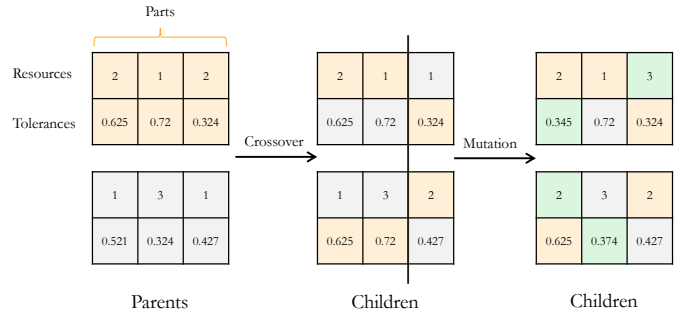 Parts
Resources 2 1 2 2 1 1 2 1 3
Tolerances 0.625 0.72 0.324 0.625 0.72 0.324 0.345 0.72 0.324
Crossover Mutation
1 3 1 1 3 2 2 3 2
0.521 0.324 0.427 0.625 0.72 0.427 0.625 0.374 0.427
Parents Children Children